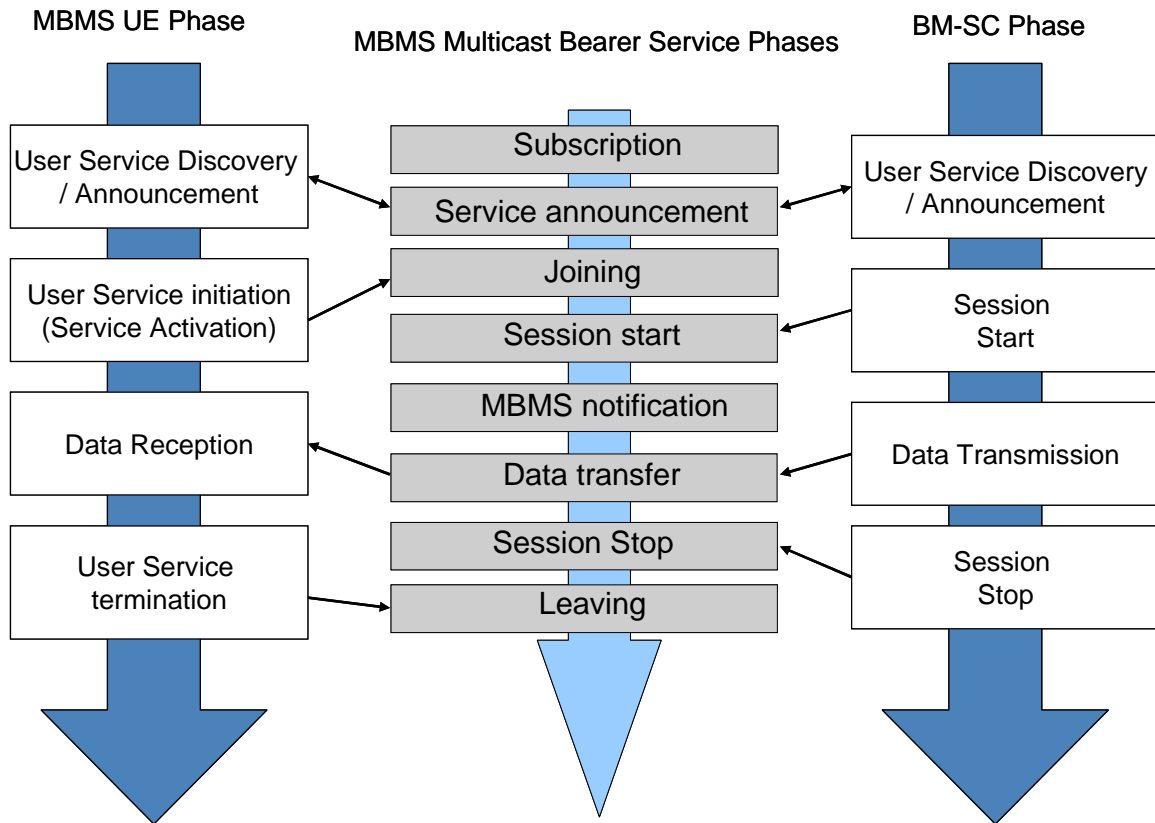 MBMS UE Phase
MBMS Multicast Bearer Service Phases
BM-SC Phase
User Service Discovery
/ Announcement
User Service initiation
(Service Activation)
Data Reception
User Service
termination
Subscription
Service announcement
Joining
Session start
MBMS notification
Data transfer
Session Stop
Leaving
User Service Discovery
/ Announcement
Session
Start
Data Transmission
Session
Stop